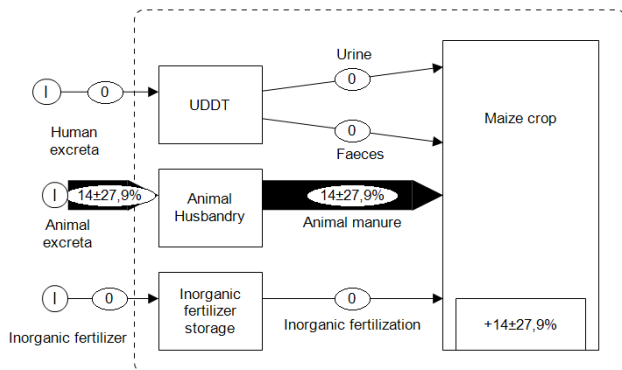 Urine
I
0
UDDT
0
Maize crop
Human
excreta
0
Faeces
I
14±27,9%
Animal
Husbandry
14±27,9%
Animal
excreta
Animal manure
I
0
Inorganic
fertilizer
storage
0
Inorganic fertilizer
Inorganic fertilization
+14±27,9%